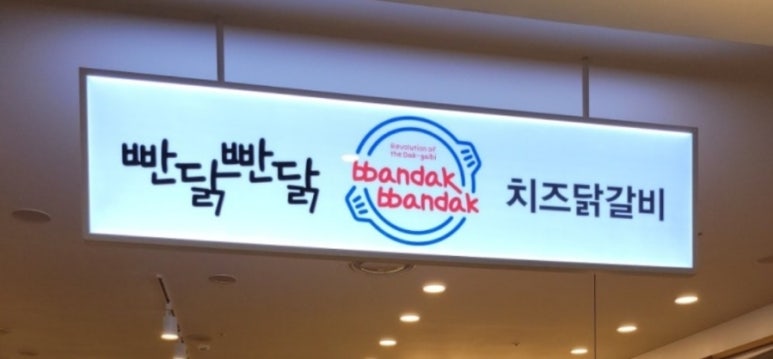 빤닭빤닭
Revolution of
the Dak-galbi
bbandak
bbandak
치즈닭갈비